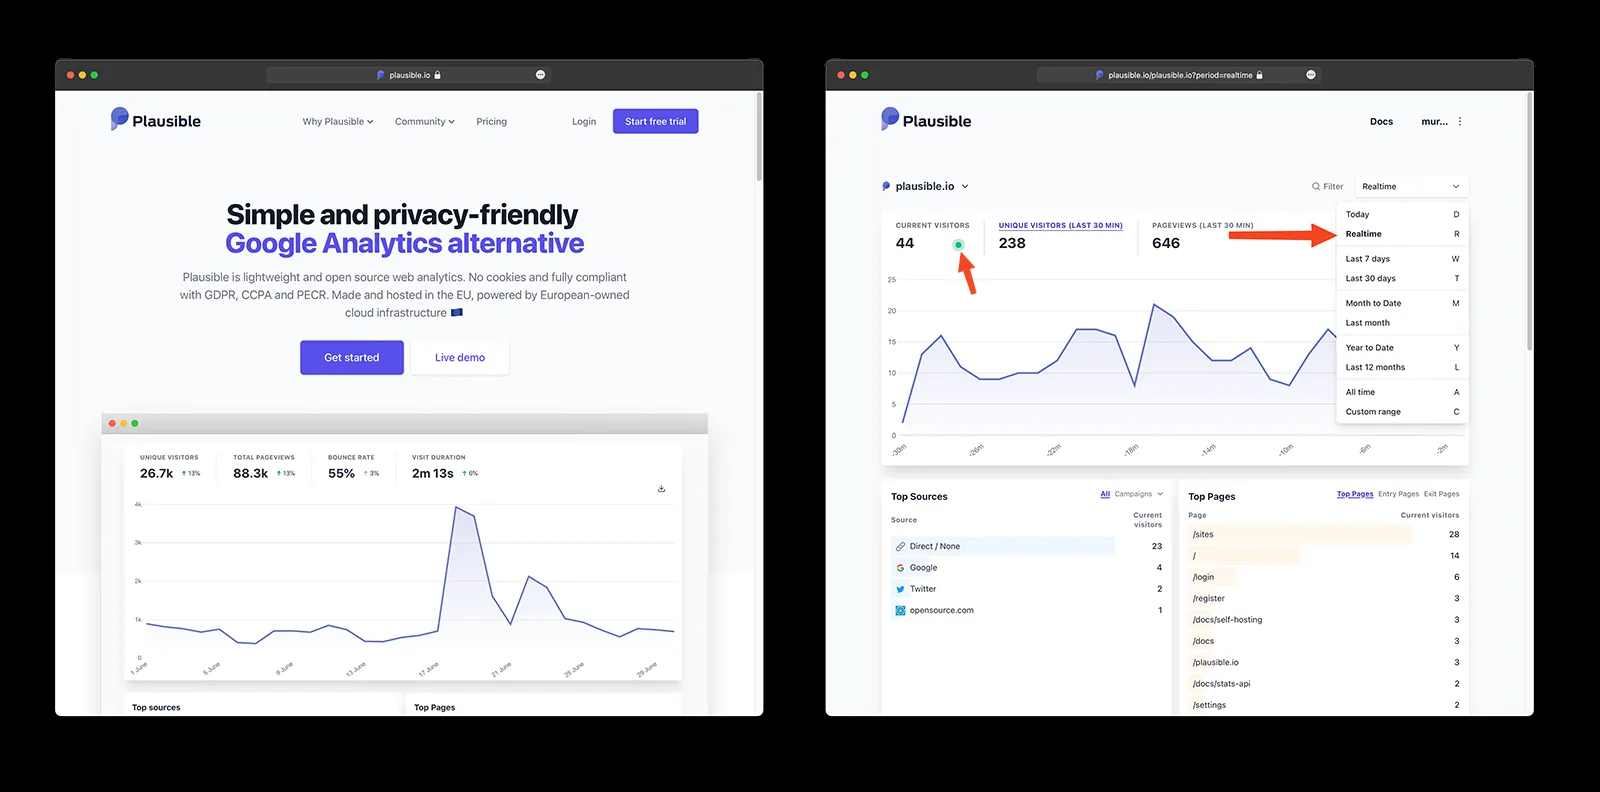 plausible.io
Plausible
Why Plausible
Community
Pricing
Login
Start free trial
Simple and privacy-friendly
Google Analytics alternative
Plausible is lightweight and open source web analytics. No cookies and fully compliant
with GDPR, CCPA and PECR. Made and hosted in the EU, powered by European-owned
cloud infrastructure
Get started
Live demo
UNIQUE VISITORS
26.7k
13%
TOTAL PAGEVIEWS
88.3k
13%
BOUNCE RATE
55%
3%
VISIT DURATION
2m 13s
6%
4k
3k
2k
1k
0
1 June
5 June
9 June
13 June
17 June
21 June
25 June
29 June
Top sources
Top Pages
plausible.io/plausible.io?period=realtime
Plausible
Docs
mur...
plausible.io
Filter
Realtime
CURRENT VISITORS
44
UNIQUE VISITORS (LAST 30 MIN)
238
PAGEVIEWS (LAST 30 MIN)
646
Today D
Realtime R
Last 7 days W
Last 30 days T
Month to Date M
Last month
Year to Date Y
Last 12 months L
All time A
Custom range C
25
20
15
10
5
0
-30m
-26m
-22m
-18m
-14m
-10m
-6m
-2m
Top Sources
All
Campaigns
Source
Current
visitors
Direct / None 23
Google 4
Twitter 2
opensource.com 1
Top Pages
Top Pages
Entry Pages
Exit Pages
Page
Current visitors
/sites 28
/ 14
/login 6
/register 3
/docs/self-hosting 3
/docs 3
/plausible.io 3
/docs/stats-api 2
/settings 2